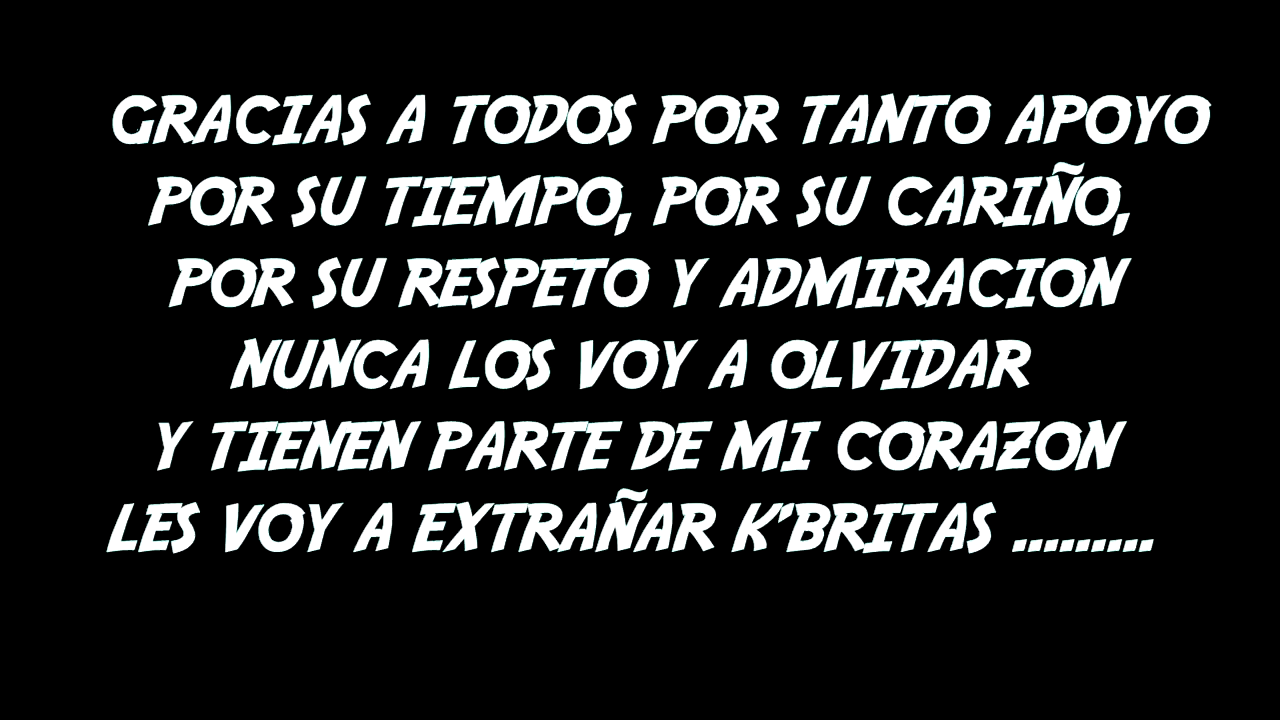 GRACIAS A TODOS POR TANTO APOYO
POR SU TIEMPO, POR SU CARIÑO,
POR SU RESPETO Y ADMIRACION
NUNCA LOS VOY A OLVIDAR
Y TIENEN PARTE DE MI CORAZON
LES VOY A EXTRAÑAR K'BRITAS .........